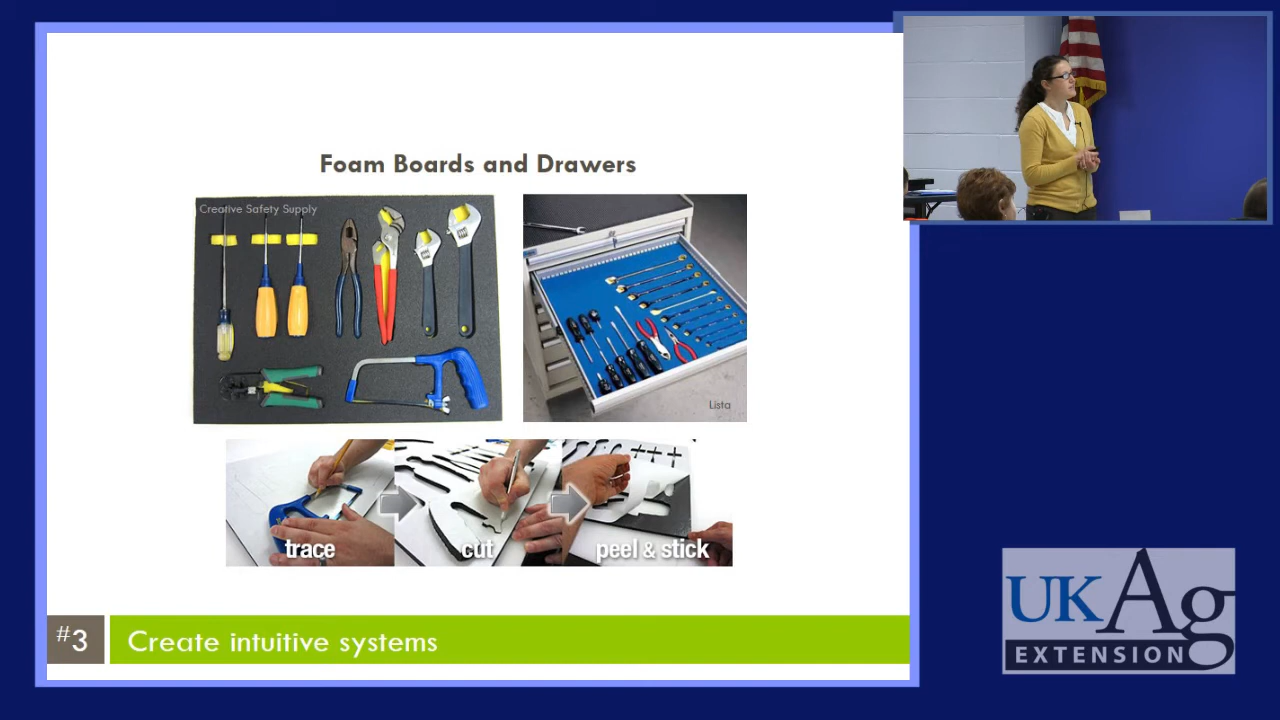 Foam Boards and Drawers
Creative Safety Supply
Lista
trace
cut
peel & stick
#3
Create intuitive systems
UKAg
EXTENSION